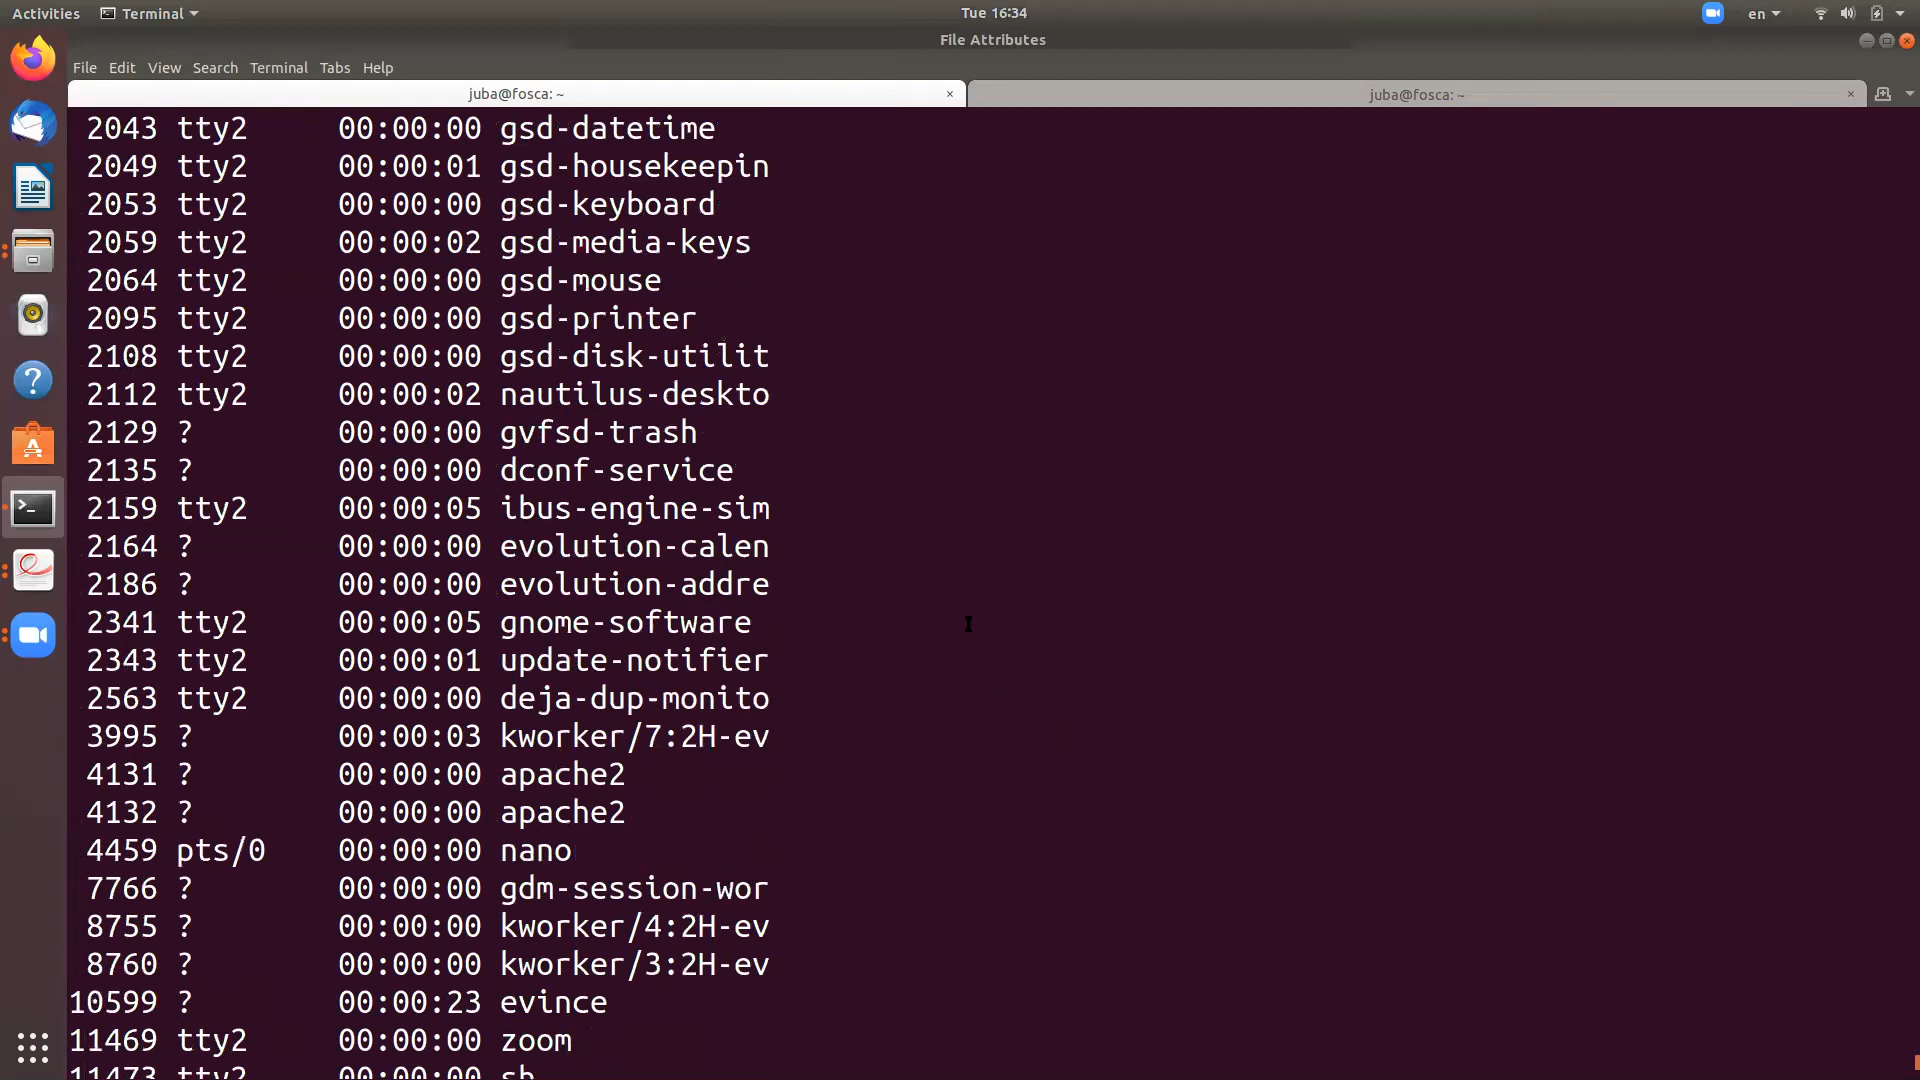 Activities Terminal Tue 16:34 en
File Attributes
File Edit View Search Terminal Tabs Help
juba@fosca: ~ × juba@fosca: ~ ×
2043 tty2 00:00:00 gsd-datetime
2049 tty2 00:00:01 gsd-housekeepin
2053 tty2 00:00:00 gsd-keyboard
2059 tty2 00:00:02 gsd-media-keys
2064 tty2 00:00:00 gsd-mouse
2095 tty2 00:00:00 gsd-printer
2108 tty2 00:00:00 gsd-disk-utilit
2112 tty2 00:00:02 nautilus-deskto
2129 ? 00:00:00 gvfsd-trash
2135 ? 00:00:00 dconf-service
2159 tty2 00:00:05 ibus-engine-sim
2164 ? 00:00:00 evolution-calen
2186 ? 00:00:00 evolution-addre
2341 tty2 00:00:05 gnome-software
2343 tty2 00:00:01 update-notifier
2563 tty2 00:00:00 deja-dup-monito
3995 ? 00:00:03 kworker/7:2H-ev
4131 ? 00:00:00 apache2
4132 ? 00:00:00 apache2
4459 pts/0 00:00:00 nano
7766 ? 00:00:00 gdm-session-wor
8755 ? 00:00:00 kworker/4:2H-ev
8760 ? 00:00:00 kworker/3:2H-ev
10599 ? 00:00:23 evince
11469 tty2 00:00:00 zoom
11473 tty2 00:00:00 sh